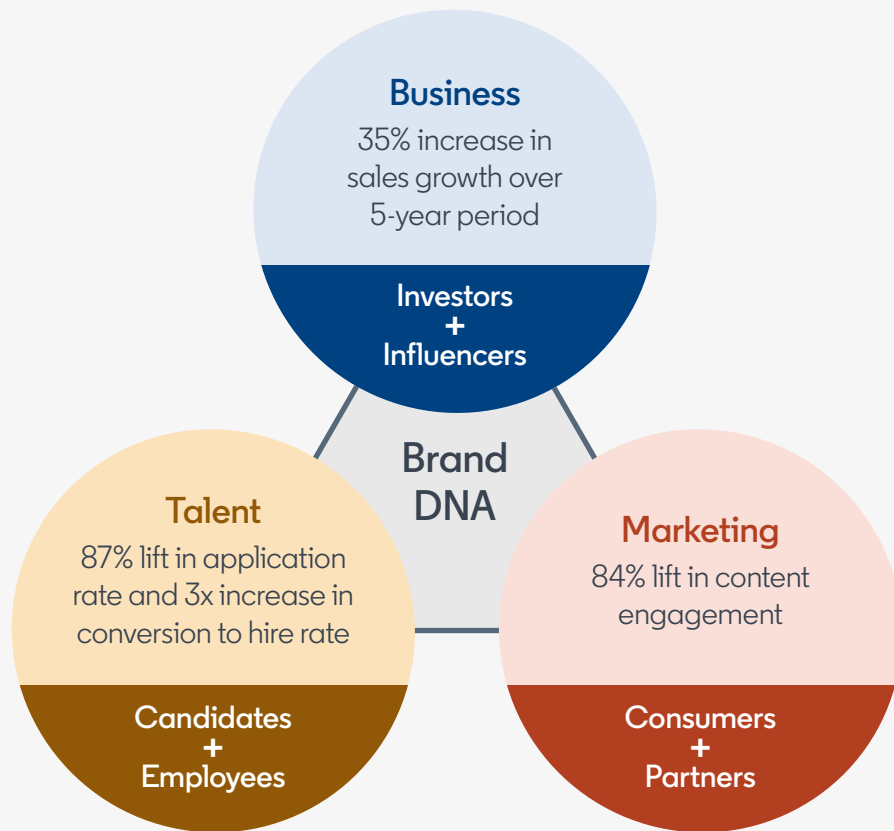 Business
35% increase in
sales growth over
5-year period
Investors
+
Influencers
Brand
DNA
Talent
87% lift in application
rate and 3x increase in
conversion to hire rate
Candidates
+
Employees
Marketing
84% lift in content
engagement
Consumers
+
Partners